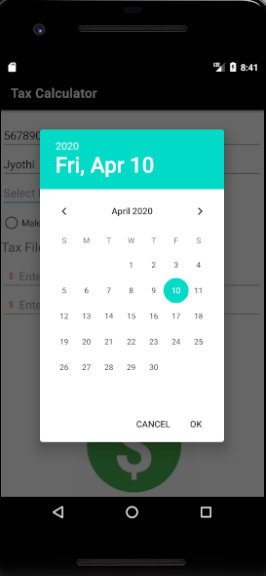 8:41
Tax Calculator
567890
Jyothi
Select
Male
Tax File
$ Ente
$ Ente
2020
Fri, Apr 10
April 2020
S M T W T F S
1 2 3 4
5 6 7 8 9 10 11
12 13 14 15 16 17 18
19 20 21 22 23 24 25
26 27 28 29 30
CANCEL OK
$